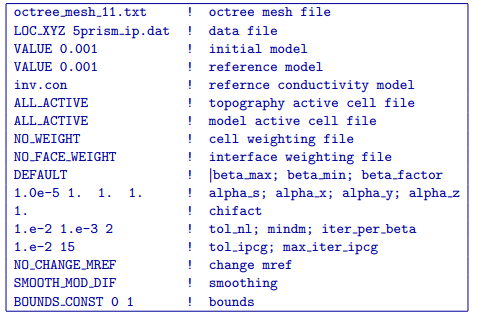 octree_mesh_11.txt ! octree mesh file
LOC_XYZ 5prism_ip.dat ! data file
VALUE 0.001 ! initial model
VALUE 0.001 ! reference model
inv.con ! refernce conductivity model
ALL_ACTIVE ! topography active cell file
ALL_ACTIVE ! model active cell file
NO_WEIGHT ! cell weighting file
NO_FACE_WEIGHT ! interface weighting file
DEFAULT ! |beta_max; beta_min; beta_factor
1.0e-5 1. 1. 1. ! alpha_s; alpha_x; alpha_y; alpha_z
1. ! chifact
1.e-2 1.e-3 2 ! tol_nl; mindm; iter_per_beta
1.e-2 15 ! tol_ipcg; max_iter_ipcg
NO_CHANGE_MREF ! change mref
SMOOTH_MOD_DIF ! smoothing
BOUNDS_CONST 0 1 ! bounds